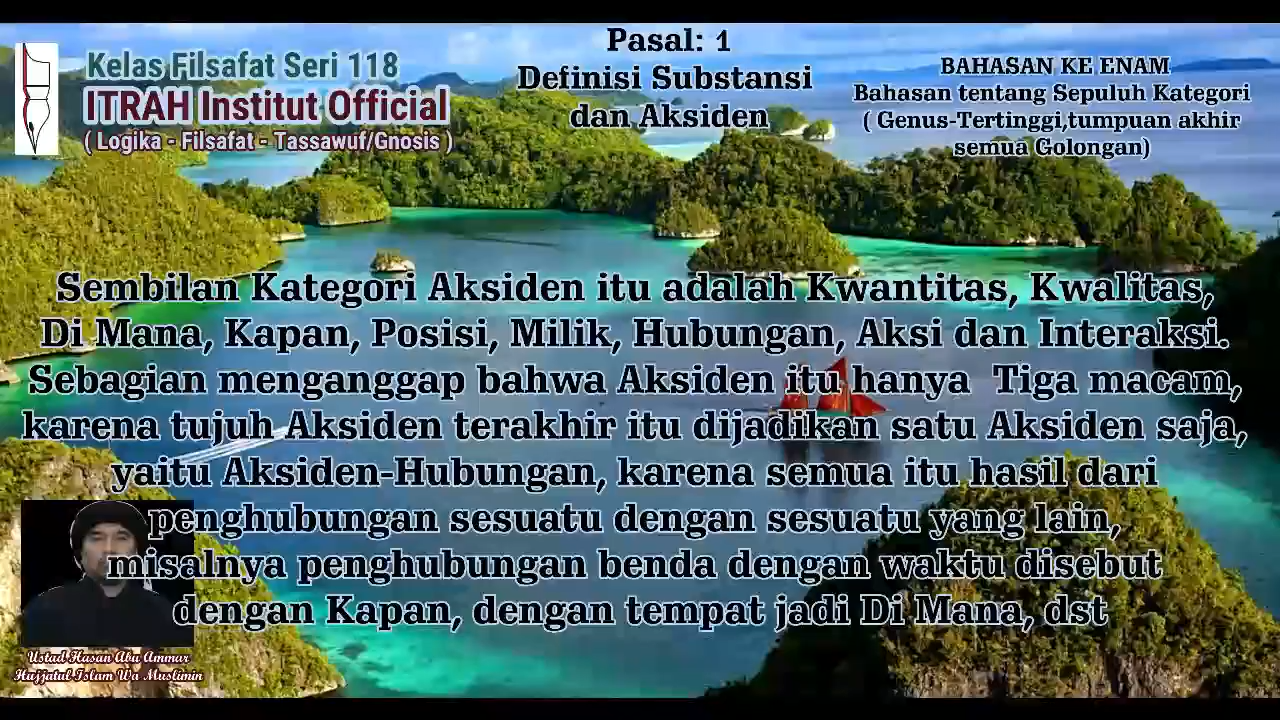 Kelas Filsafat Seri 118
ITRAH Institut Official
( Logika - Filsafat - Tassawuf/Gnosis )
Pasal: 1
Definisi Substansi
dan Aksiden
BAHASAN KE ENAM
Bahasan tentang Sepuluh Kategori
( Genus-Tertinggi,tumpuan akhir
semua Golongan)
Sembilan Kategori Aksiden itu adalah Kwantitas, Kwalitas,
Di Mana, Kapan, Posisi, Milik, Hubungan, Aksi dan Interaksi.
Sebagian menganggap bahwa Aksiden itu hanya Tiga macam,
karena tujuh Aksiden terakhir itu dijadikan satu Aksiden saja,
yaitu Aksiden-Hubungan, karena semua itu hasil dari
penghubungan sesuatu dengan sesuatu yang lain,
misalnya penghubungan benda dengan waktu disebut
dengan Kapan, dengan tempat jadi Di Mana, dst
Ustad Hasan Abu Ammar
Hujjatul Islam Wa Muslimin